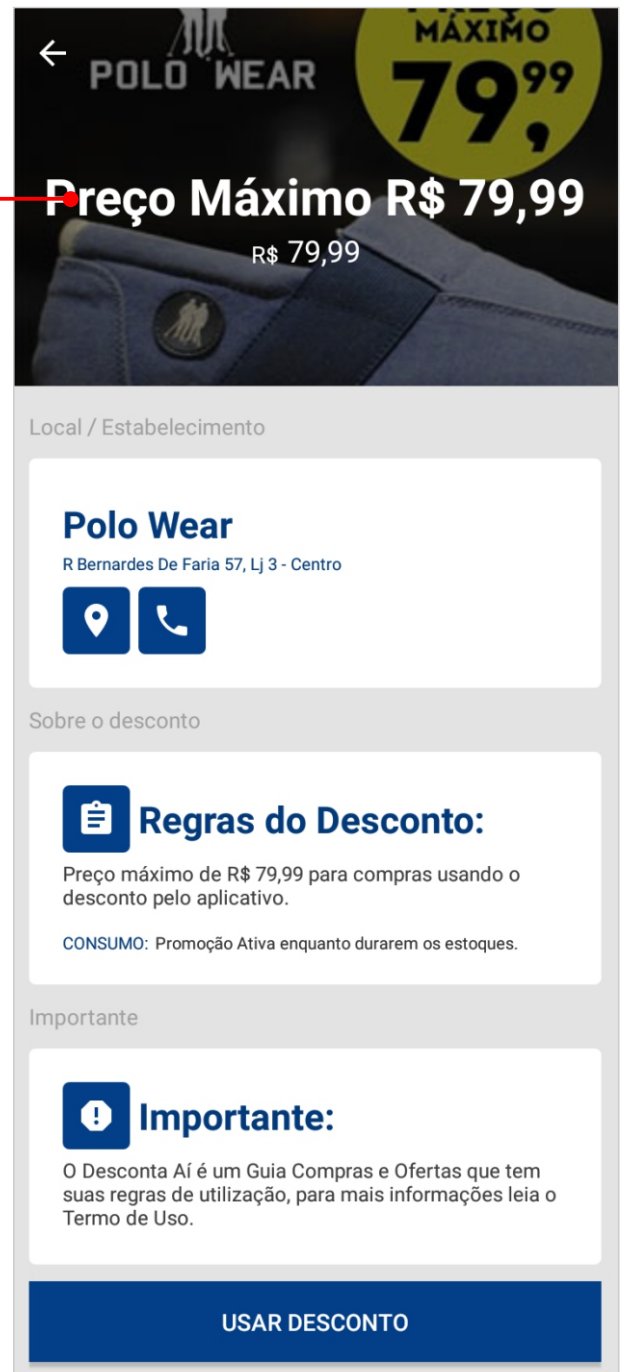 PREÇO
MÁXIMO
POLO WEAR
79,99
Preço Máximo R$ 79,99
R$ 79,99
Local / Estabelecimento
Polo Wear
R Bernardes De Faria 57, Lj 3 - Centro
Sobre o desconto
Regras do Desconto:
Preço máximo de R$ 79,99 para compras usando o
desconto pelo aplicativo.
CONSUMO: Promoção Ativa enquanto durarem os estoques.
Importante
Importante:
O Desconta Aí é um Guia Compras e Ofertas que tem
suas regras de utilização, para mais informações leia o
Termo de Uso.
USAR DESCONTO